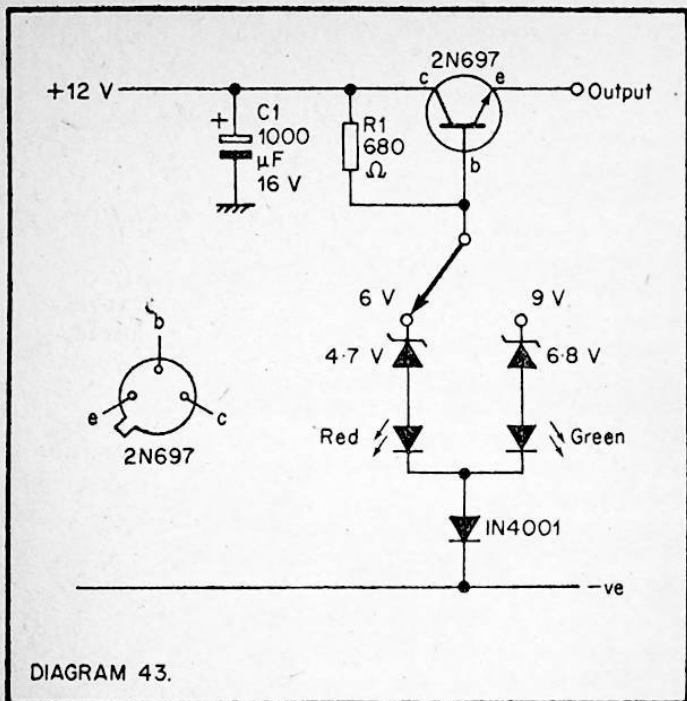 2N697
c
e
+12 V
Output
+
C1
1000
µF
16 V
R1
680
Ω
b
6 V
9 V
4·7 V
6·8 V
b
e
c
2N697
Red
Green
IN4001
-ve
DIAGRAM 43.